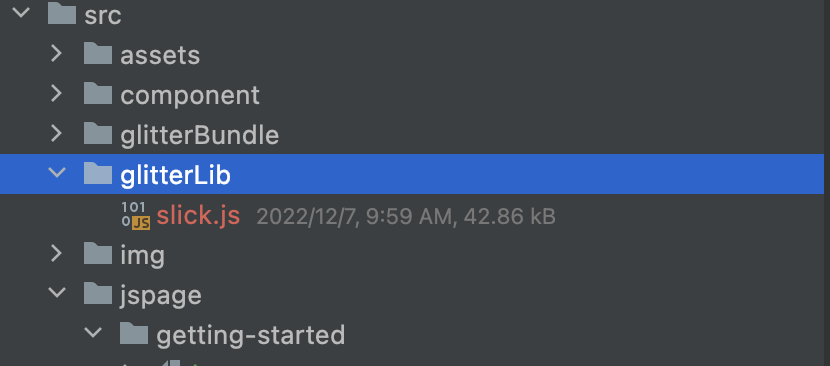 src
assets
component
glitterBundle
glitterLib
101
0JS slick.js 2022/12/7, 9:59 AM, 42.86 kB
img
jspage
getting-started